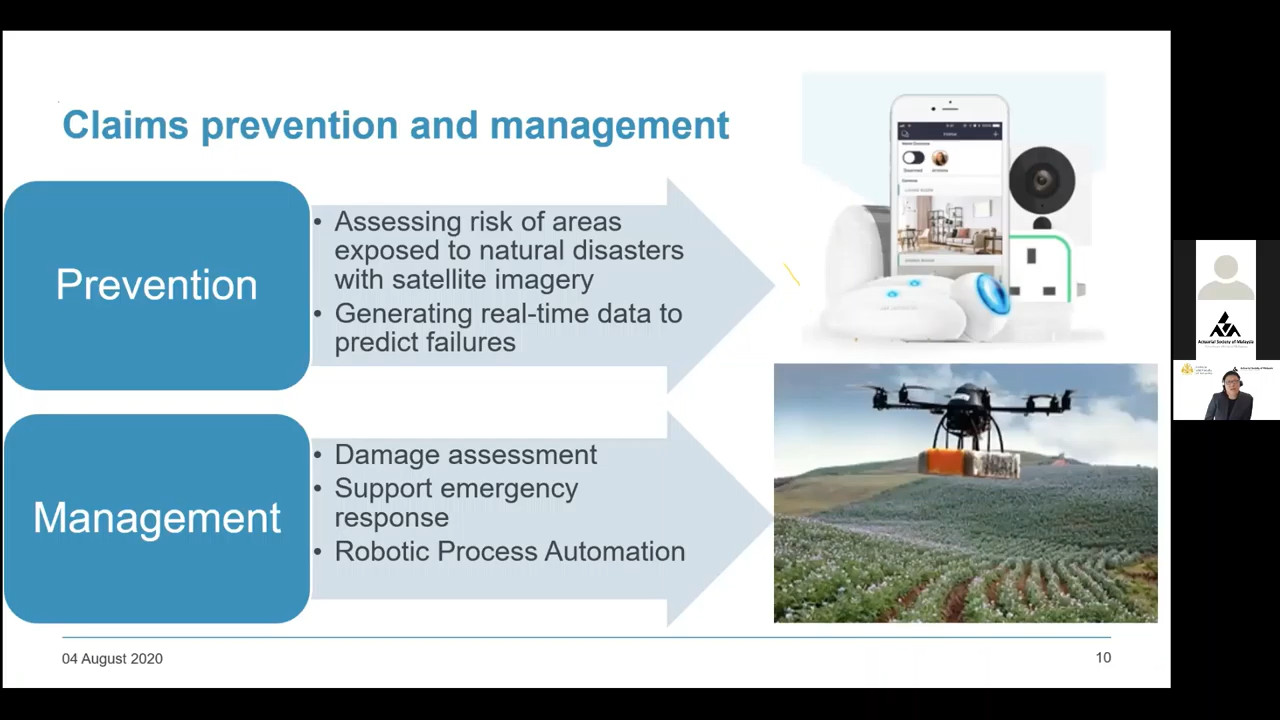 Claims prevention and management
Prevention
• Assessing risk of areas
exposed to natural disasters
with satellite imagery
• Generating real-time data to
predict failures
Management
• Damage assessment
• Support emergency
response
• Robotic Process Automation
04 August 2020
10
Actuarial Society of Malaysia